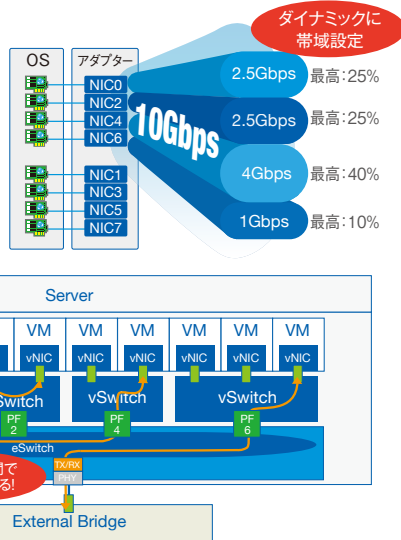 ダイナミックに
帯域設定
OS
アダプター
NIC0
NIC2
NIC4
NIC6
NIC1
NIC3
NIC5
NIC7
10Gbps
2.5Gbps
最高:25%
2.5Gbps
最高:25%
4Gbps
最高:40%
1Gbps
最高:10%
Server
VM
VM
VM
VM
VM
VM
vNIC
vNIC
vNIC
vNIC
vNIC
vNIC
vSwitch
vSwitch
PF
2
PF
4
PF
6
eSwitch
TX/RX
PHY
External Bridge